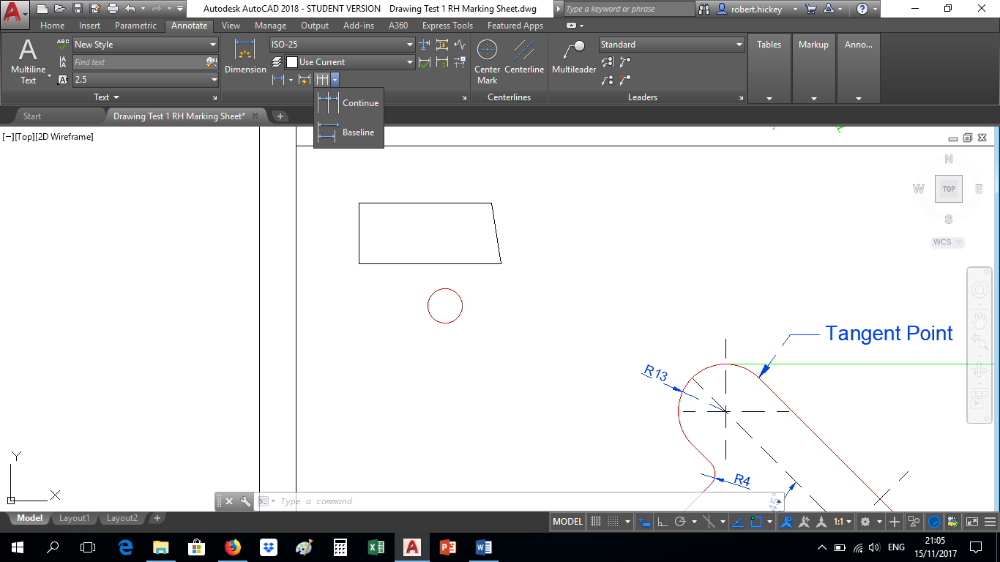 Autodesk AutoCAD 2018 - STUDENT VERSION Drawing Test 1 RH Marking Sheet.dwg
Type a keyword or phrase
robert.hickey
Home Insert Parametric Annotate View Manage Output Add-ins A360 Express Tools Featured Apps
A
Multiline
Text
ABC
New Style
Find text
2.5
Text
Dimension
ISO-25
Use Current
Center
Mark
Centerline
Centerlines
Multileader
Standard
Leaders
Tables
Markup
Anno...
Continue
Baseline
Start
Drawing Test 1 RH Marking Sheet*
[−][Top][2D Wireframe]
N
W TOP E
S
WCS
Tangent Point
R13
R4
45°
Y
X
Type a command
Model Layout1 Layout2
MODEL
1:1
ENG
21:05
15/11/2017